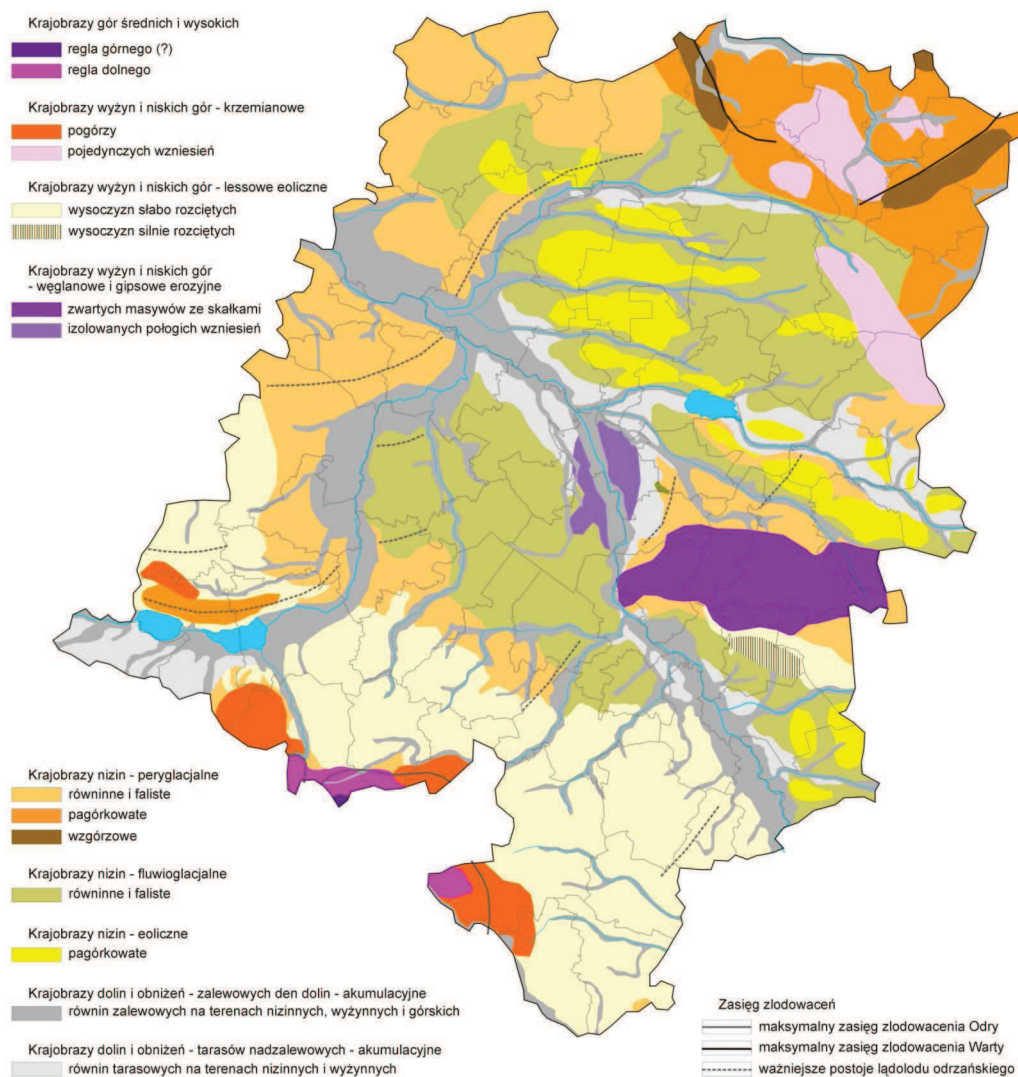 Krajobrazy gór średnich i wysokich
regla górnego (?)
regla dolnego
Krajobrazy wyżyn i niskich gór - krzemianowe
pogórzy
pojedynczych wzniesień
Krajobrazy wyżyn i niskich gór - lessowe eoliczne
wysoczyzn słabo rozciętych
wysoczyzn silnie rozciętych
Krajobrazy wyżyn i niskich gór
- węglanowe i gipsowe erozyjne
zwartych masywów ze skałkami
izolowanych połogich wzniesień
Krajobrazy nizin - peryglacjalne
równinne i faliste
pagórkowate
wzgórzowe
Krajobrazy nizin - fluwioglacjalne
równinne i faliste
Krajobrazy nizin - eoliczne
pagórkowate
Krajobrazy dolin i obniżeń - zalewowych den dolin - akumulacyjne
równin zalewowych na terenach nizinnych, wyżynnych i górskich
Krajobrazy dolin i obniżeń - tarasów nadzalewowych - akumulacyjne
równin tarasowych na terenach nizinnych i wyżynnych
Zasięg zlodowaceń
maksymalny zasięg zlodowacenia Odry
maksymalny zasięg zlodowacenia Warty
ważniejsze postoje lądolodu odrzańskiego